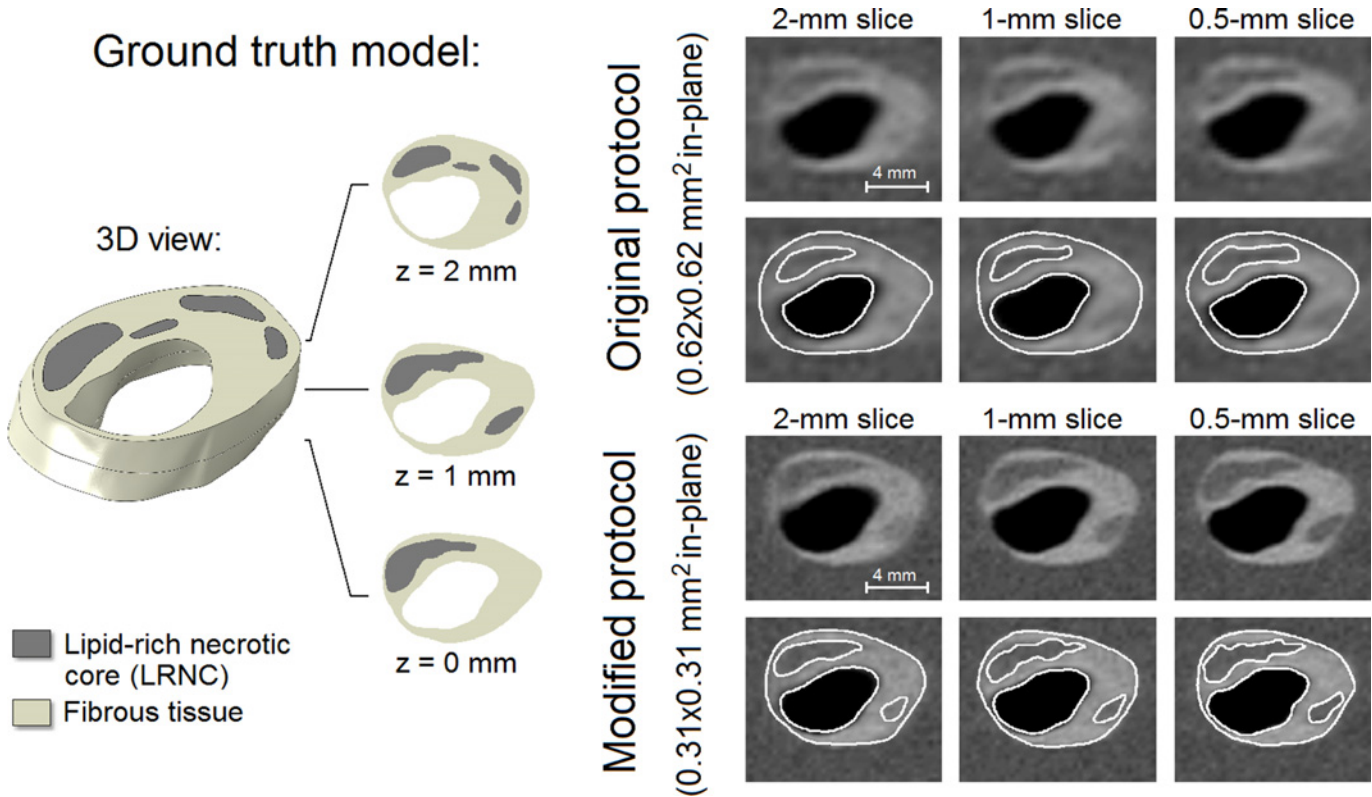 Ground truth model:
3D view:
z = 2 mm
z = 1 mm
z = 0 mm
Lipid-rich necrotic
core (LRNC)
Fibrous tissue
Original protocol
(0.62x0.62 mm² in-plane)
2-mm slice
1-mm slice
0.5-mm slice
4 mm
Modified protocol
(0.31x0.31 mm² in-plane)
2-mm slice
1-mm slice
0.5-mm slice
4 mm